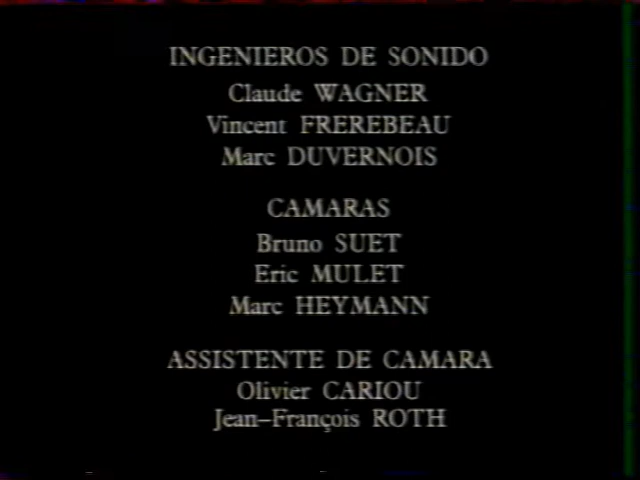 INGENIEROS DE SONIDO
Claude WAGNER
Vincent FREREBEAU
Marc DUVERNOIS
CAMARAS
Bruno SUET
Eric MULET
Marc HEYMANN
ASSISTENTE DE CAMARA
Olivier CARIOU
Jean-François ROTH